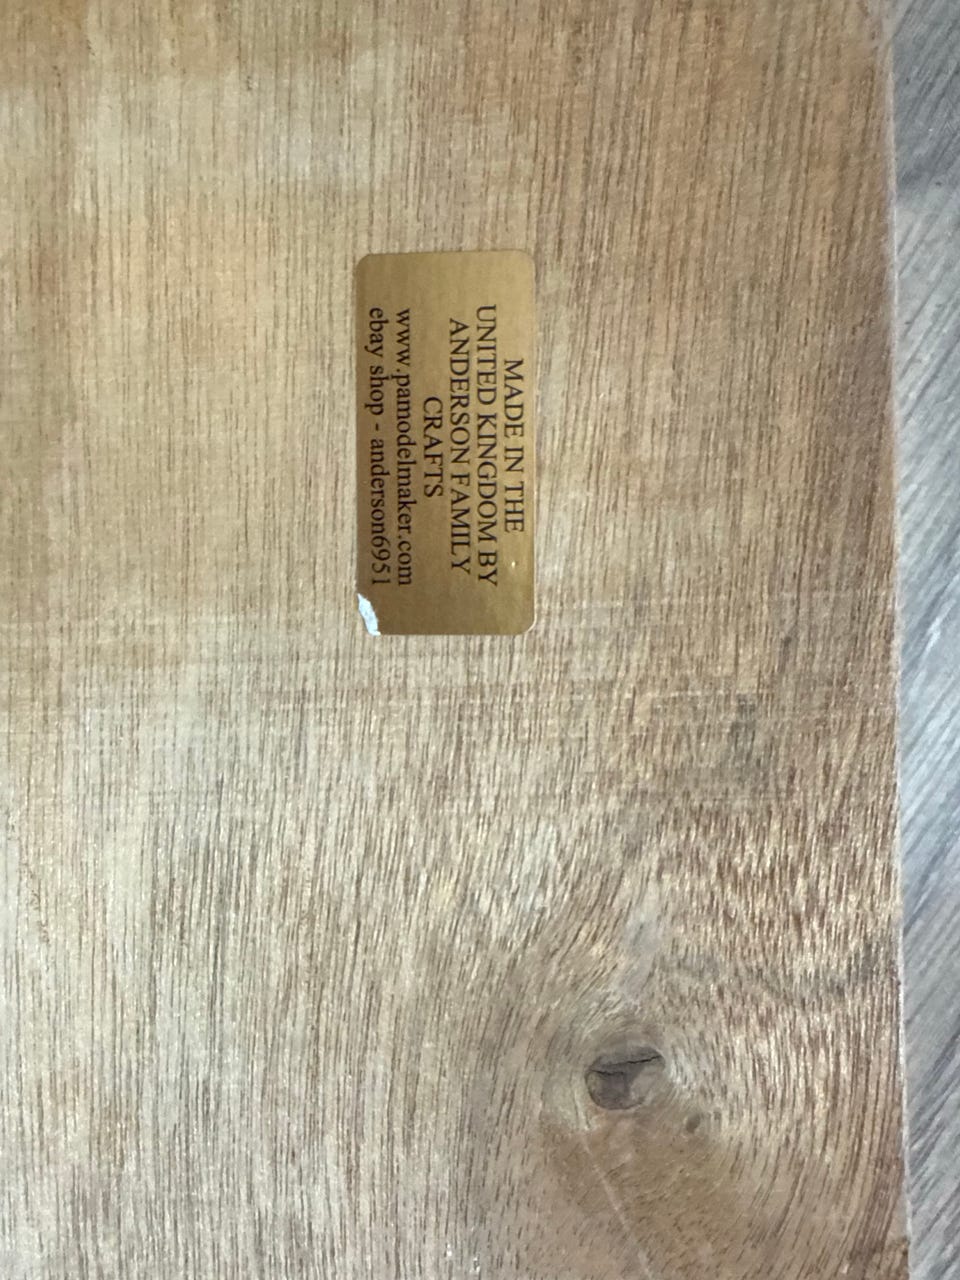 MADE IN THE
UNITED KINGDOM BY
ANDERSON FAMILY
CRAFTS
www.pamodelmaker.com
ebay shop - anderson6951